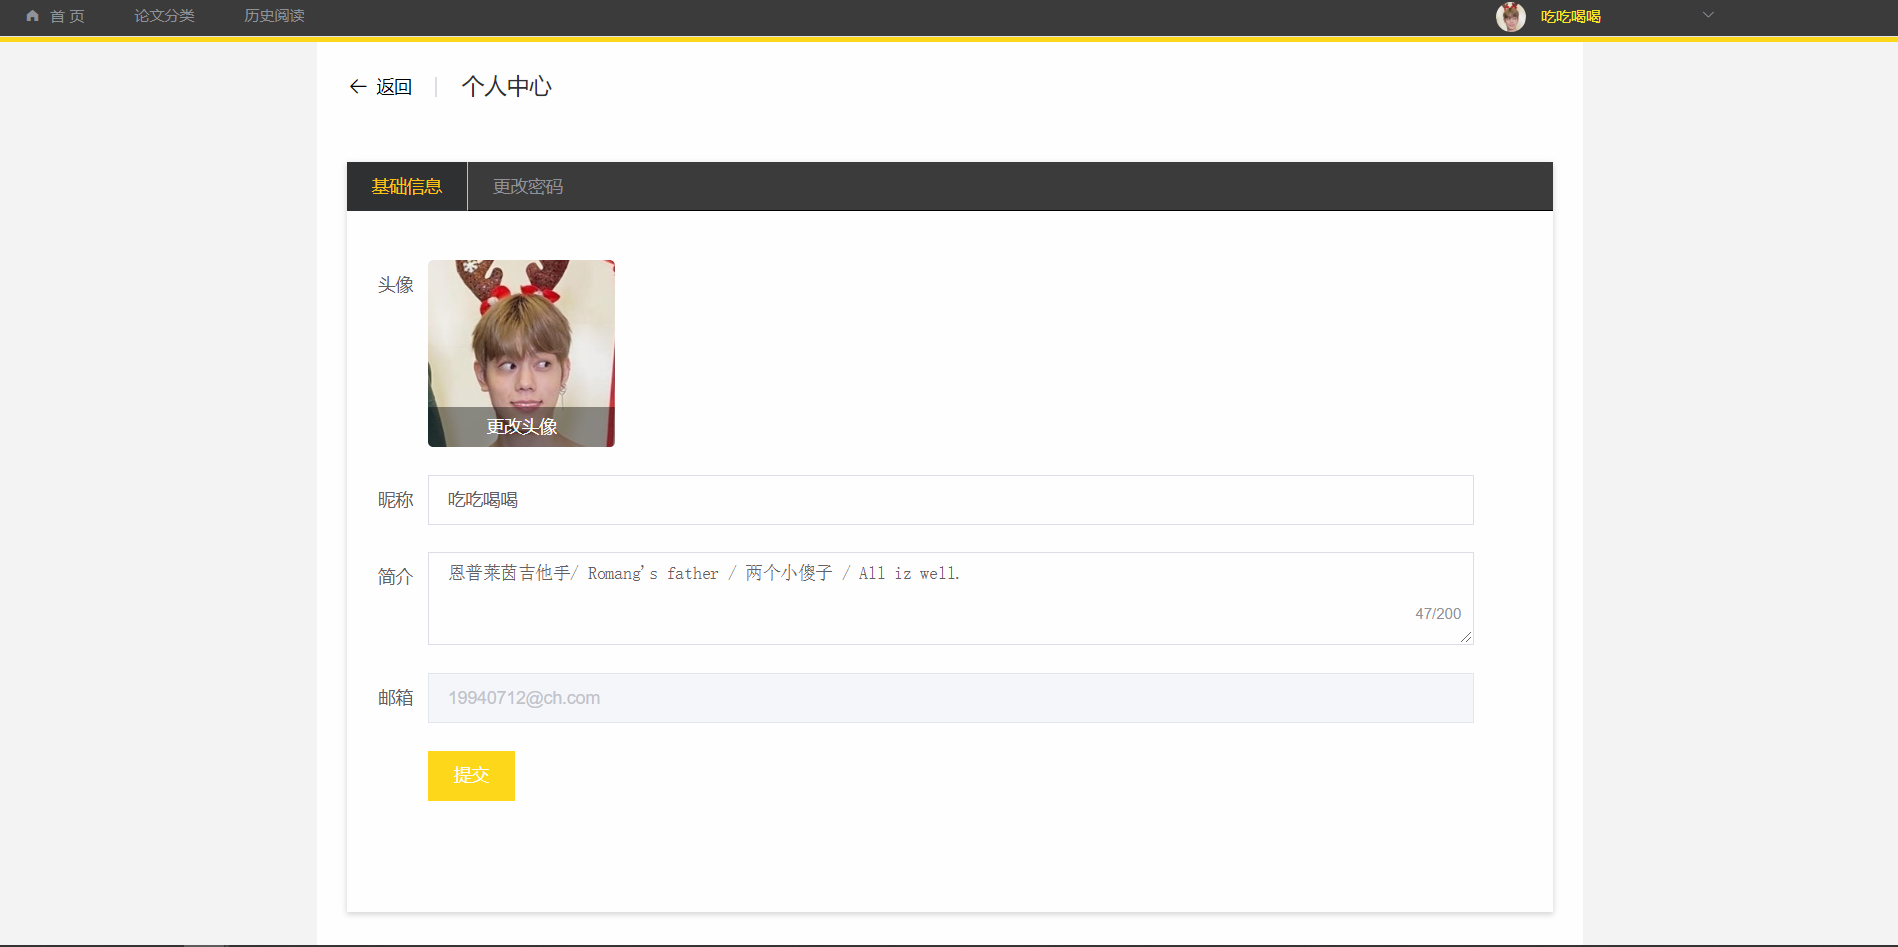 首 页 论文分类 历史阅读 吃吃喝喝
返回 个人中心
基础信息 更改密码
头像
更改头像
昵称 吃吃喝喝
简介 恩普莱茵吉他手/ Romang's father / 两个小傻子 / All iz well.
47/200
邮箱 19940712@ch.com
提交